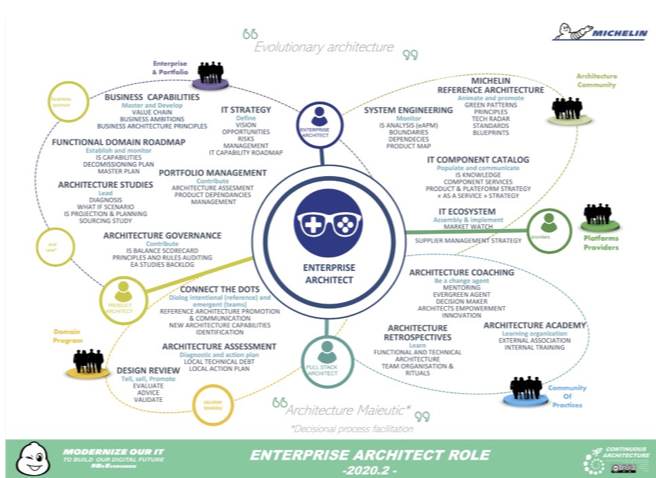 Evolutionary architecture
MICHELIN
Enterprise
& Portfolio
Architecture
Community
BUSINESS CAPABILITIES
Master and Develop
VALUE CHAIN
BUSINESS AMBITIONS
BUSINESS ARCHITECTURE PRINCIPLES
IT STRATEGY
Define
VISION
OPPORTUNITIES
RISKS
IT CAPABILITY ROADMAP
ENTERPRISE
ARCHITECT
SYSTEM ENGINEERING
Monitor
IS ANALYSIS (eAPM)
BOUNDARIES
DEPENDECIES
PRODUCT MAP
MICHELIN
REFERENCE ARCHITECTURE
Animate and promote
GREEN PATTERNS
PRINCIPLES
TECH RADAR
STANDARDS
BLUEPRINTS
FUNCTIONAL DOMAIN ROADMAP
Establish and monitor
IS CAPABILITIES
DECOMISSIONING PLAN
MASTER PLAN
PORTFOLIO MANAGEMENT
Contribute
ARCHITECTURE ASSESMENT
PRODUCT DEPENDANCIES
MANAGEMENT
IT COMPONENT CATALOG
Populate and communicate
IS KNOWLEDGE
COMPONENT SERVICES
PRODUCT & PLATEFORM STRATEGY
« AS A SERVICE » STRATEGY
ARCHITECTURE STUDIES
Lead
DIAGNOSIS
WHAT IF SCENARIO
IS PROJECTION & PLANNING
SOURCING STUDY
IT ECOSYSTEM
Assembly & implement
MARKET WATCH
SUPPLIER MANAGEMENT STRATEGY
providers
Platforms
Providers
ARCHITECTURE GOVERNANCE
Contribute
IS BALANCE SCORECARD
PRINCIPLES AND RULES AUDITING
EA STUDIES BACKLOG
ENTERPRISE
ARCHITECT
PRODUCT
ARCHITECT
CONNECT THE DOTS
Dialog intentional (reference) and
emergent (teams)
REFERENCE ARCHITECTURE PROMOTION
& COMMUNICATION
NEW ARCHITECTURE CAPABILITIES
IDENTIFICATION
ARCHITECTURE COACHING
Be a change agent
MENTORING
EVERGREEN AGENT
DECISION MAKER
ARCHITECTS EMPOWERMENT
INNOVATION
Domain
Program
ARCHITECTURE ASSESSMENT
Diagnostic and action plan
LOCAL TECHNICAL DEBT
LOCAL ACTION PLAN
FULL STACK
ARCHITECT
ARCHITECTURE
RETROSPECTIVES
Learn
FUNCTIONAL AND TECHNICAL
ARCHITECTURE
TEAM ORGANISATION &
RITUALS
ARCHITECTURE ACADEMY
Learning organization
EXTERNAL ASSOCIATION
INTERNAL TRAINING
DESIGN REVIEW
Tell, sell, Promote
EVALUATE
ADVICE
VALIDATE
Community
Of
Practices
Architecture Maieutic*
*Decisional process facilitation
MODERNIZE OUR IT
TO BUILD OUR DIGITAL FUTURE
ENTERPRISE ARCHITECT ROLE
-2020.2 -
CONTINUOUS
ARCHITECTURE